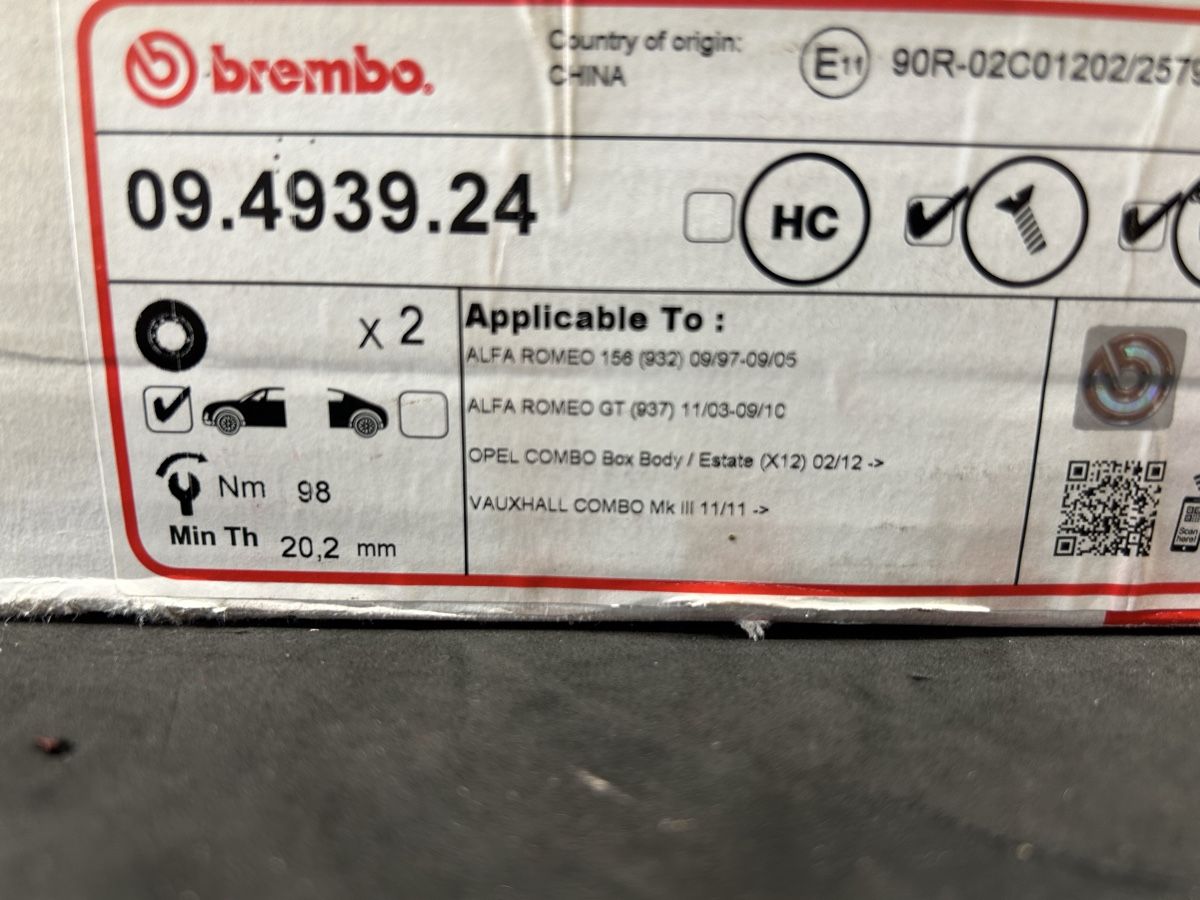 brembo.
Country of origin:
CHINA
E11 90R-02C01202/2579
09.4939.24
HC
x 2
Applicable To :
ALFA ROMEO 156 (932) 09/97-09/05
ALFA ROMEO GT (937) 11/03-09/10
OPEL COMBO Box Body / Estate (X12) 02/12 ->
VAUXHALL COMBO Mk III 11/11 ->
Nm 98
Min Th 20,2 mm
Scan
here!